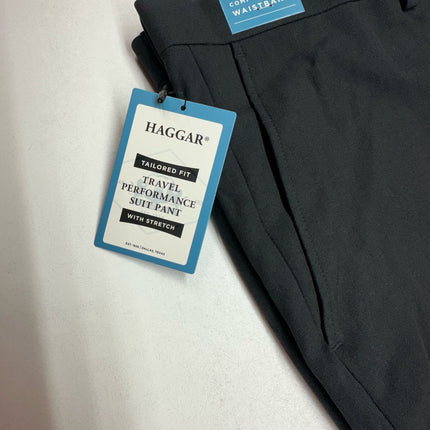 WAISTBA
HAGGAR®
TAILORED FIT
TRAVEL
PERFORMANCE
SUIT PANT
WITH STRETCH
EST. 1926 | DALLAS, TEXAS